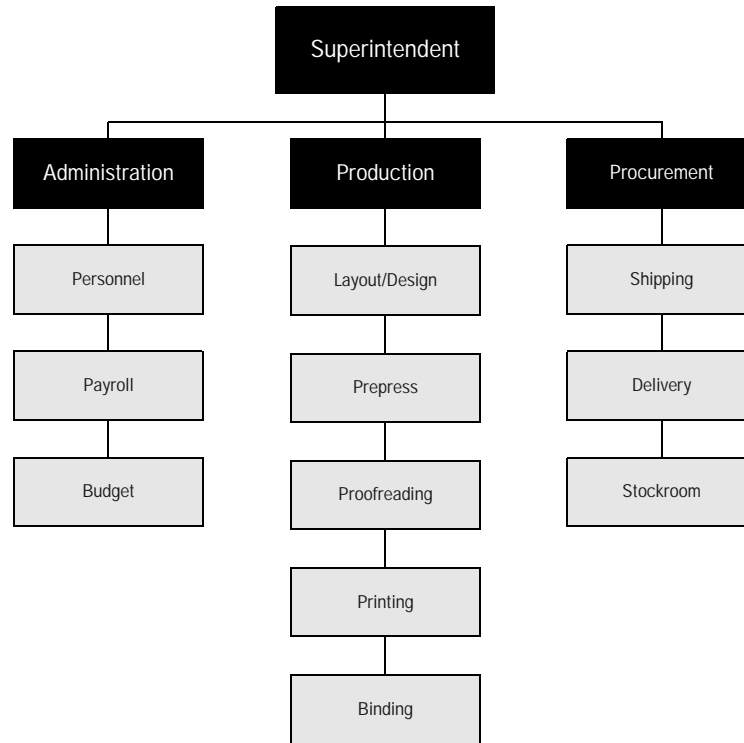 Superintendent
Administration
Production
Procurement
Personnel
Layout/Design
Shipping
Payroll
Prepress
Delivery
Budget
Proofreading
Stockroom
Printing
Binding